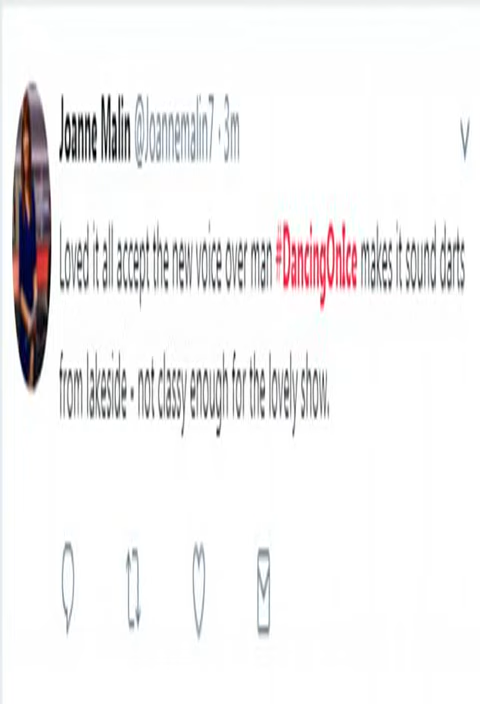 Joanne Malin @Joannemalin7 · 3m
Loved it all accept the new voice over man #DancingOnIce makes it sound darts
from lakeside - not classy enough for the lovely show.